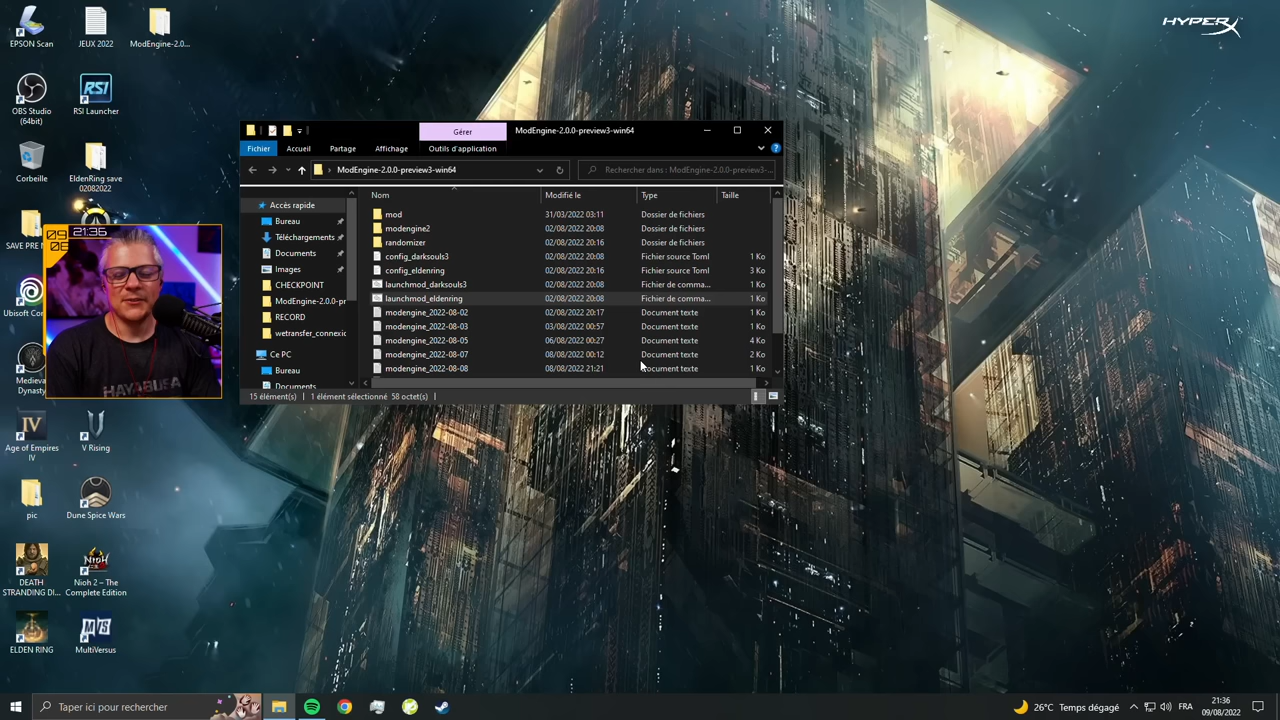 EPSON Scan
JEUX 2022
ModEngine-2.0...
HYPERX
OBS Studio
(64bit)
RSI Launcher
Corbeille
EldenRing save
02082022
SAVE PRE
Ubisoft Con
Medieva
Dynasty
Age of Empires
IV
V Rising
pic
Dune Spice Wars
DEATH
STRANDING DI...
Nioh 2 – The
Complete Edition
ELDEN RING
MultiVersus
09
08
21:36
HAYABUSA
Gérer
ModEngine-2.0.0-preview3-win64
Fichier
Accueil
Partage
Affichage
Outils d'application
ModEngine-2.0.0-preview3-win64
Rechercher dans : ModEngine-2.0.0-preview3-...
Accès rapide
Bureau
Téléchargements
Documents
Images
CHECKPOINT
ModEngine-2.0.0-pr
RECORD
wetransfer_connexic
Ce PC
Bureau
Documents
Nom Modifié le Type Taille
mod 31/03/2022 03:11 Dossier de fichiers
modengine2 02/08/2022 20:08 Dossier de fichiers
randomizer 02/08/2022 20:16 Dossier de fichiers
config_darksouls3 02/08/2022 20:08 Fichier source Toml 1 Ko
config_eldenring 02/08/2022 20:16 Fichier source Toml 3 Ko
launchmod_darksouls3 02/08/2022 20:08 Fichier de comma... 1 Ko
launchmod_eldenring 02/08/2022 20:08 Fichier de comma... 1 Ko
modengine_2022-08-02 02/08/2022 20:17 Document texte 1 Ko
modengine_2022-08-03 03/08/2022 00:57 Document texte 1 Ko
modengine_2022-08-05 06/08/2022 00:27 Document texte 4 Ko
modengine_2022-08-07 08/08/2022 00:12 Document texte 2 Ko
modengine_2022-08-08 08/08/2022 21:21 Document texte 1 Ko
15 élément(s) 1 élément sélectionné 58 octet(s)
Taper ici pour rechercher
26°C Temps dégagé
FRA
21:36
09/08/2022